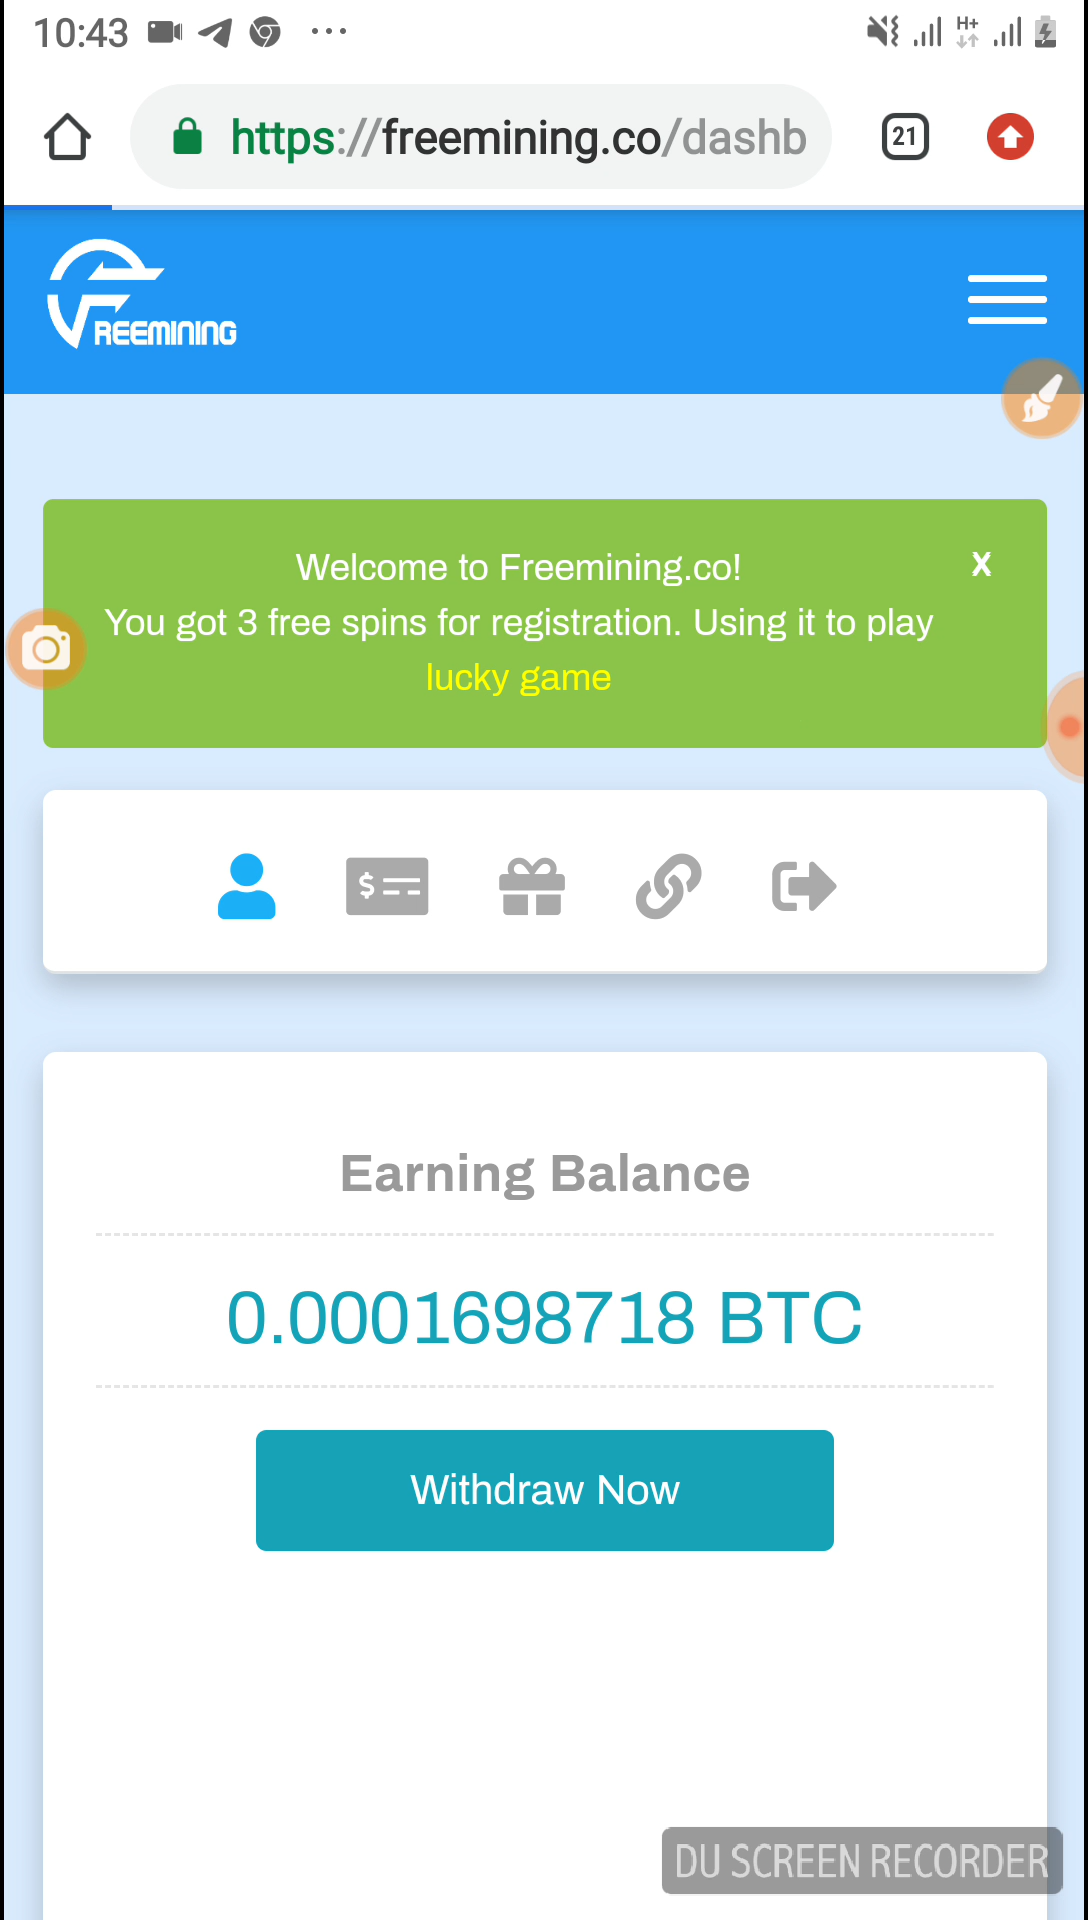 10:43
H+
https://freemining.co/dashb
21
REEMINING
Welcome to Freemining.co!
X
You got 3 free spins for registration. Using it to play
lucky game
$
Earning Balance
0.0001698718 BTC
Withdraw Now
DU SCREEN RECORDER